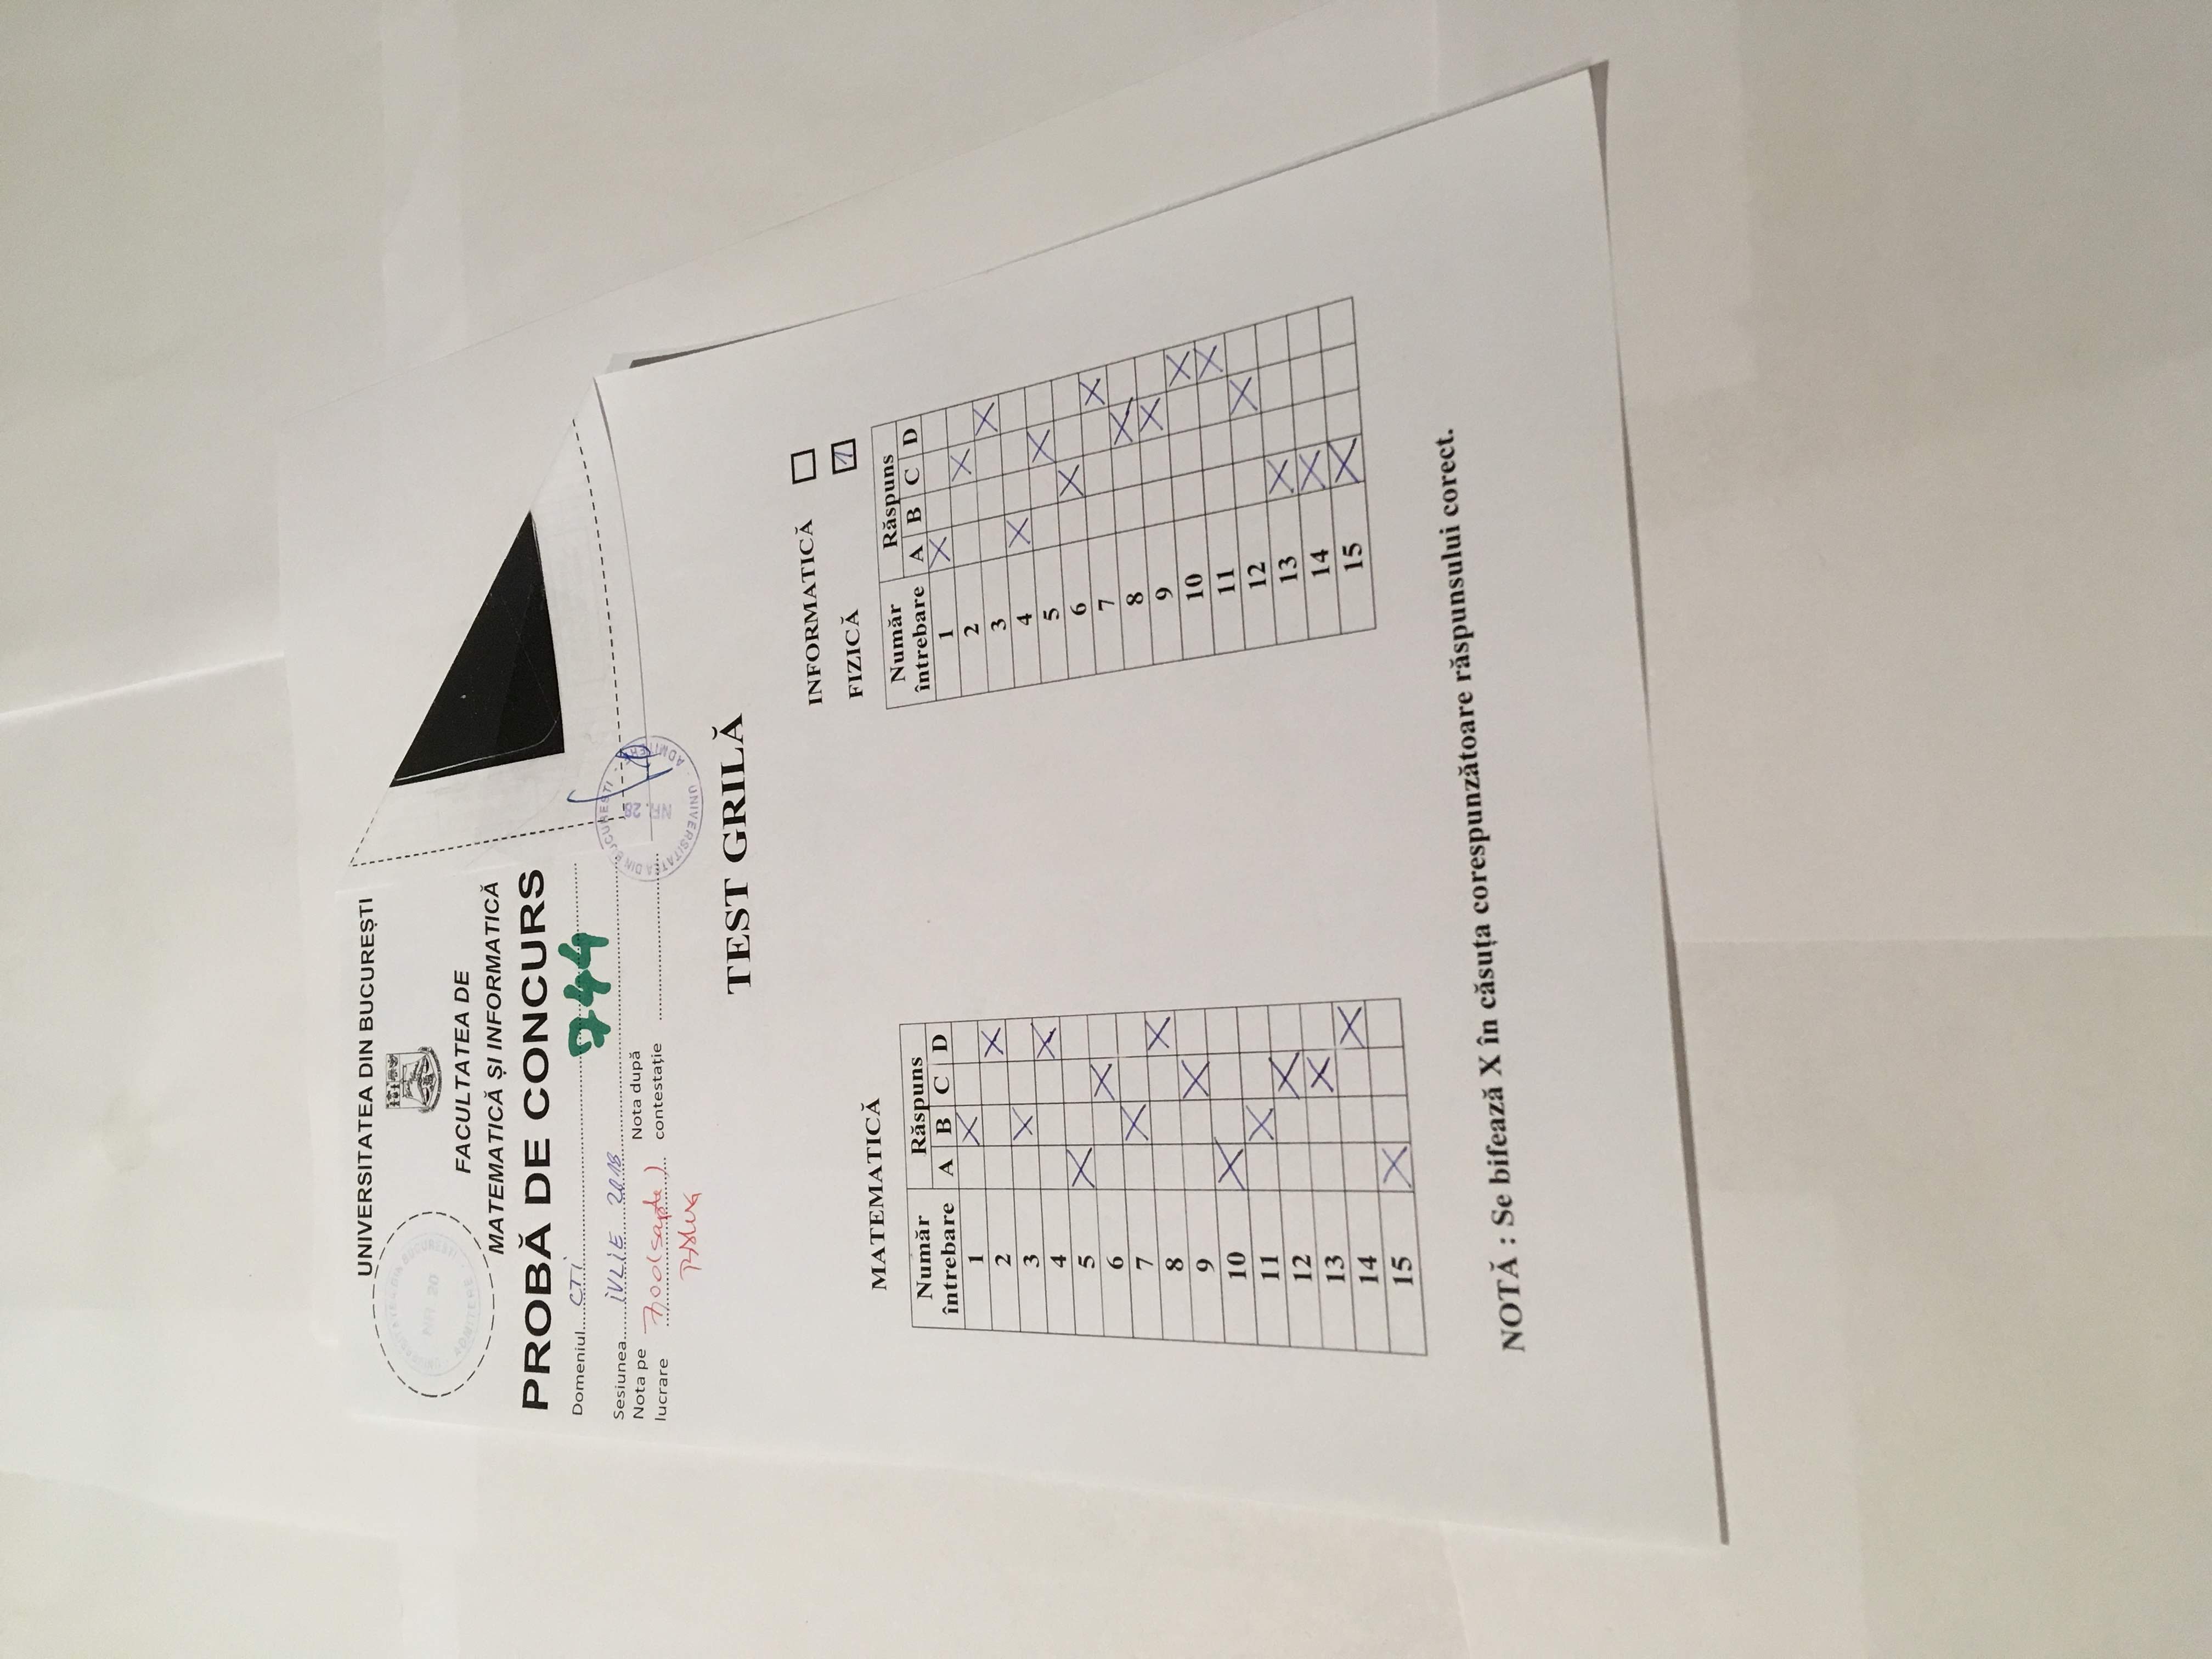 UNIVERSITATEA DIN BUCUREȘTI
UNIVERSITATEA DIN BUCUREȘTI
NR. 20
ADMITERE
FACULTATEA DE
MATEMATICĂ ȘI INFORMATICĂ
PROBĂ DE CONCURS
Domeniul....CTI
744
Sesiunea....IULIE 2018
Nota pe lucrare 7,00 (șapte)
Nota după contestație
UNIVERSITATEA DIN BUCUREȘTI
NR. 28
ADMITERE
TEST GRILĂ
INFORMATICĂ
FIZICĂ 1
MATEMATICĂ
Număr întrebare Răspuns
A B C D
1 X
2 X
3 X
4 X
5 X
6 X
7 X
8 X
9 X
10 X
11 X
12 X
13 X
14 X
15 X
Număr întrebare Răspuns
A B C D
1 X
2 X
3 X
4 X
5 X
6 X
7 X
8 X
9 X
10 X
11 X
12 X
13 X
14 X
15 X
NOTĂ : Se bifează X în căsuța corespunzătoare răspunsului corect.